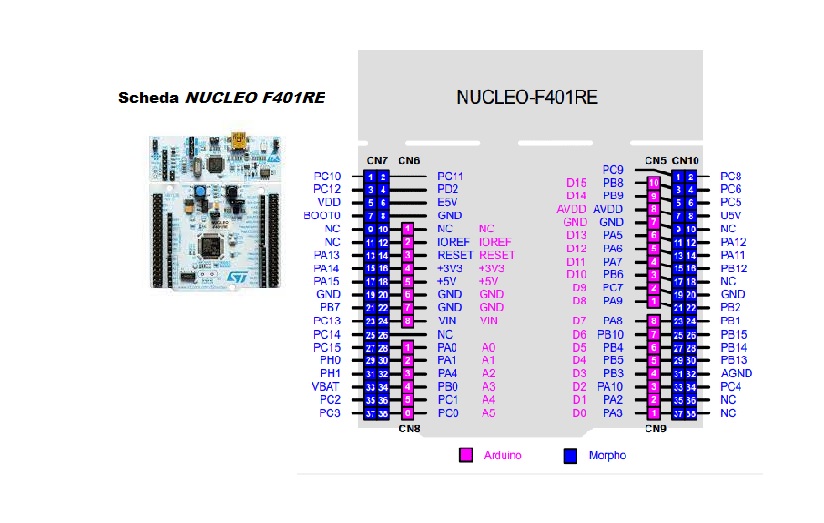 NUCLEO-F401RE
Scheda NUCLEO F401RE
CN7 CN6 CN5 CN10
PC9
PC10 1 2 PC11 1 2 PC8
PC12 3 4 PD2 D15 PB8 10 3 4 PC6
VDD 5 6 E5V D14 PB9 9 5 6 PC5
BOOT0 7 8 GND AVDD AVDD 8 7 8 U5V
NC 9 10 1 NC NC GND GND 7 9 10 NC
NC 11 12 2 IOREF IOREF D13 PA5 6 11 12 PA12
PA13 13 14 3 RESET RESET D12 PA6 5 13 14 PA11
PA14 15 16 4 +3V3 +3V3 D11 PA7 4 15 16 PB12
PA15 17 18 5 +5V +5V D10 PB6 3 17 18 NC
GND 19 20 6 GND GND D9 PC7 2 19 20 GND
PB7 21 22 7 GND GND D8 PA9 1 21 22 PB2
PC13 23 24 8 VIN VIN D7 PA8 8 23 24 PB1
PC14 25 26 NC D6 PB10 7 25 26 PB15
PC15 27 28 1 PA0 A0 D5 PB4 6 27 28 PB14
PH0 29 30 2 PA1 A1 D4 PB5 5 29 30 PB13
PH1 31 32 3 PA4 A2 D3 PB3 4 31 32 AGND
VBAT 33 34 4 PB0 A3 D2 PA10 3 33 34 PC4
PC2 35 36 5 PC1 A4 D1 PA2 2 35 36 NC
PC3 37 38 6 PC0 A5 D0 PA3 1 37 38 NC
CN8 CN9
Arduino Morpho
NUCLEO
F401RE